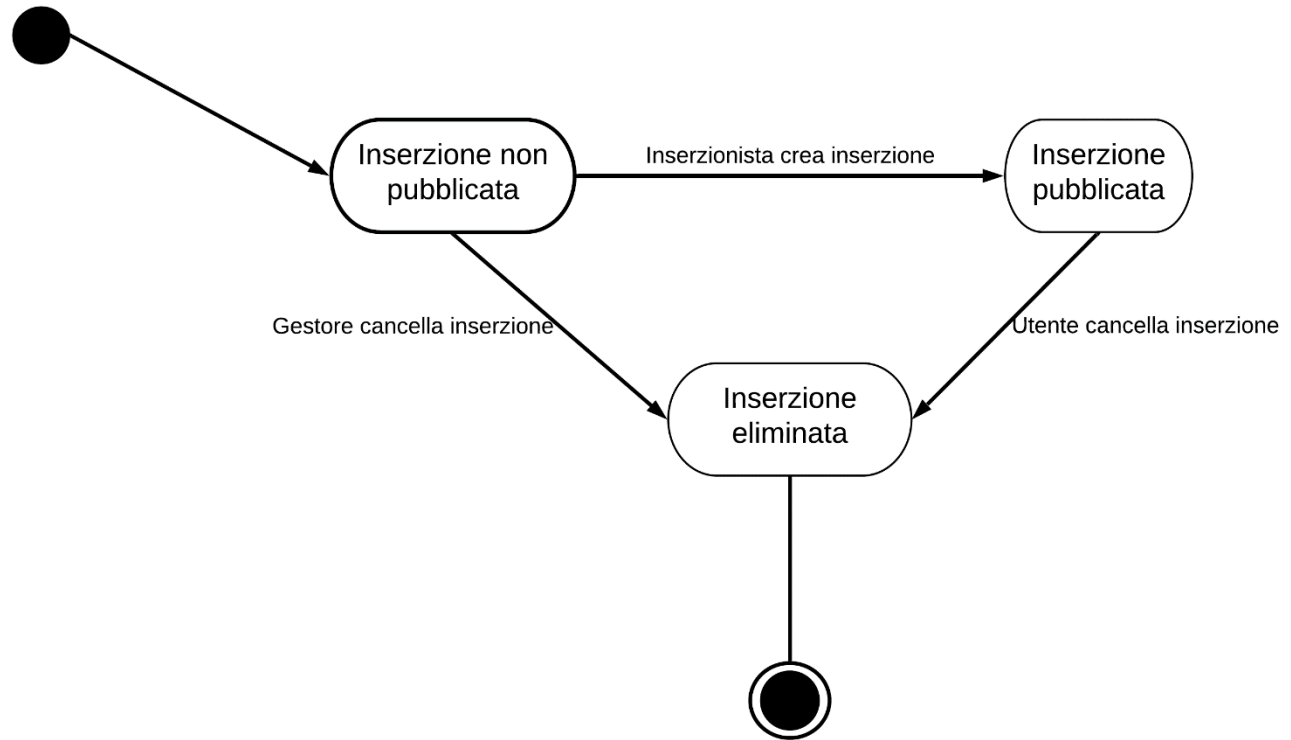 Inserzione non
pubblicata
Inserzionista crea inserzione
Inserzione
pubblicata
Gestore cancella inserzione
Utente cancella inserzione
Inserzione
eliminata